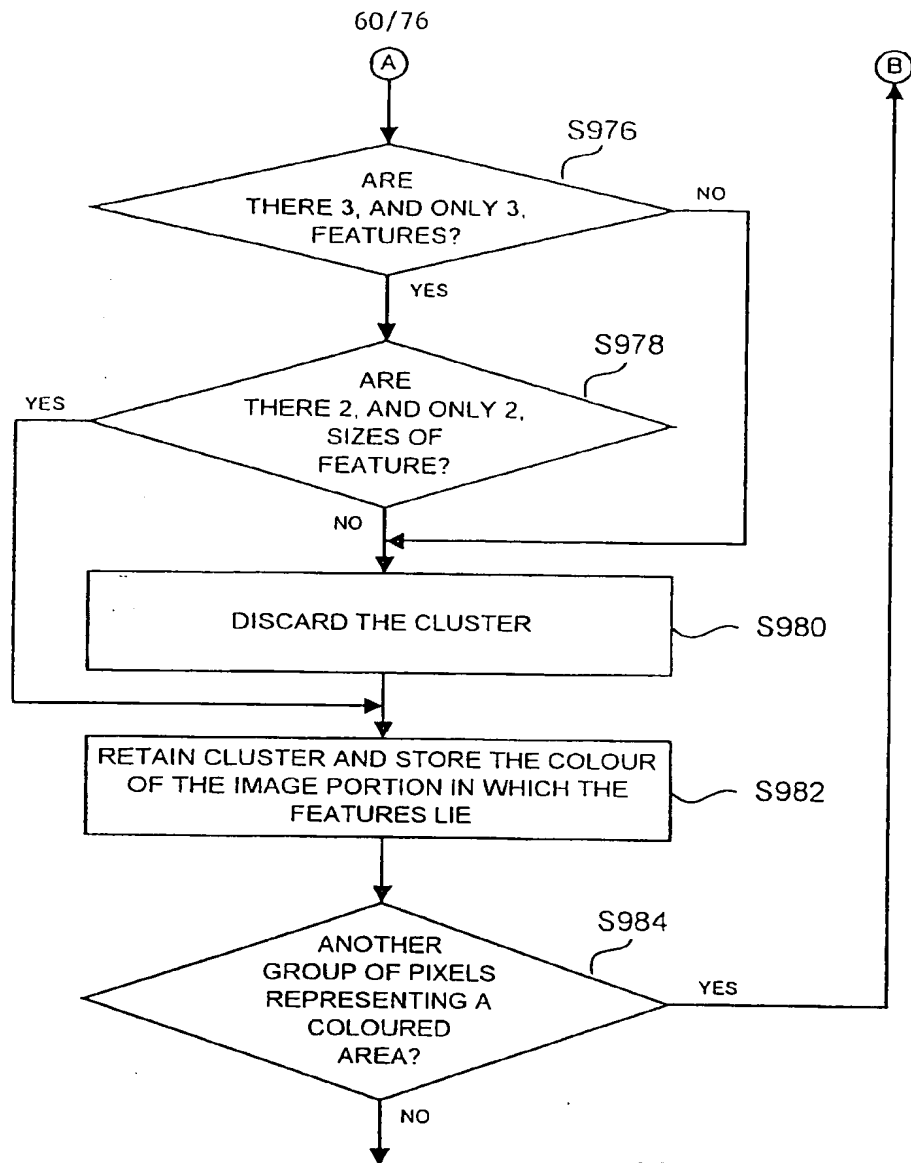 60/76
A
B
S976
ARE
THERE 3, AND ONLY 3,
FEATURES?
NO
YES
S978
ARE
THERE 2, AND ONLY 2,
SIZES OF
FEATURE?
YES
NO
DISCARD THE CLUSTER
S980
RETAIN CLUSTER AND STORE THE COLOUR
OF THE IMAGE PORTION IN WHICH THE
FEATURES LIE
S982
S984
ANOTHER
GROUP OF PIXELS
REPRESENTING A
COLOURED
AREA?
YES
NO